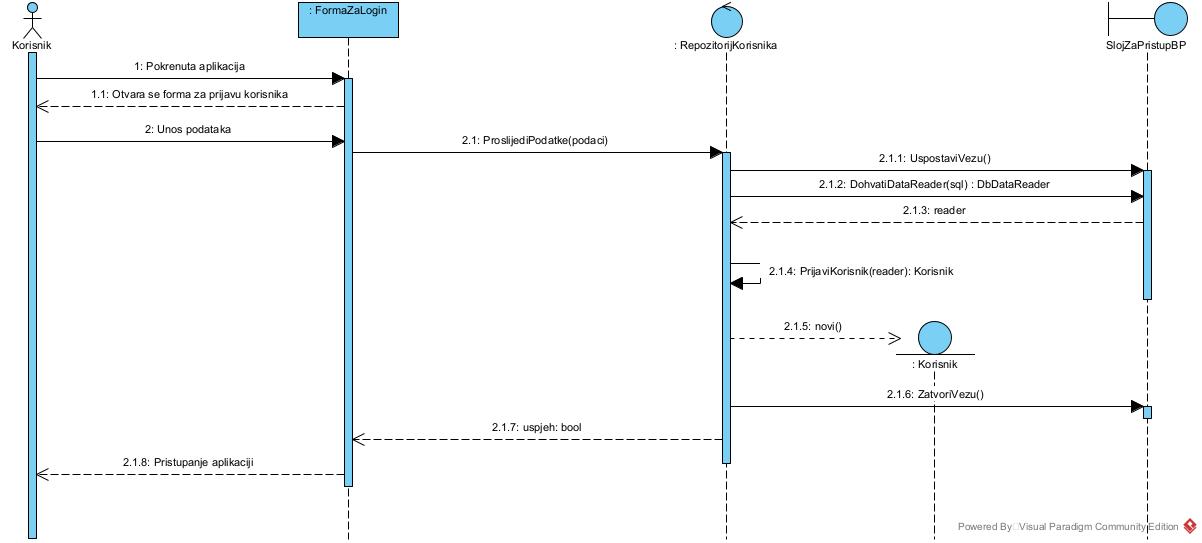 : FormaZaLogin
Korisnik
: RepozitorijKorisnika
SlojZaPristupBP
1: Pokrenuta aplikacija
1.1: Otvara se forma za prijavu korisnika
2: Unos podataka
2.1: ProslijediPodatke(podaci)
2.1.1: UspostaviVezu()
2.1.2: DohvatiDataReader(sql) : DbDataReader
2.1.3: reader
2.1.4: PrijaviKorisnik(reader): Korisnik
2.1.5: novi()
: Korisnik
2.1.6: ZatvoriVezu()
2.1.7: uspjeh: bool
2.1.8: Pristupanje aplikaciji
Powered By Visual Paradigm Community Edition